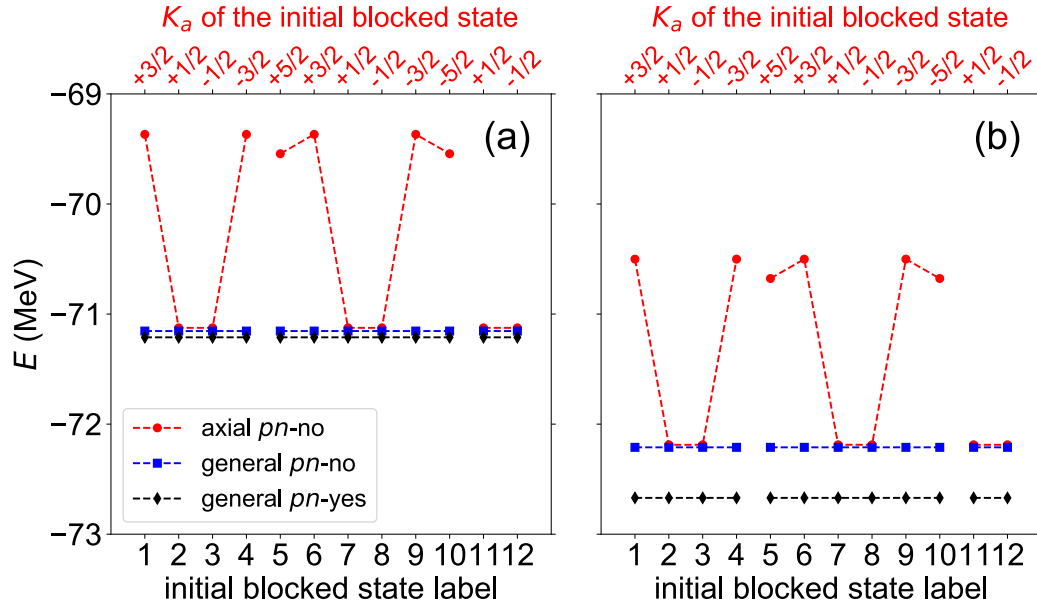 K_a of the initial blocked state
K_a of the initial blocked state
+3/2 +1/2 -1/2 -3/2 +5/2 +3/2 +1/2 -1/2 -3/2 -5/2 +1/2 -1/2
+3/2 +1/2 -1/2 -3/2 +5/2 +3/2 +1/2 -1/2 -3/2 -5/2 +1/2 -1/2
−69
−70
−71
−72
−73
E (MeV)
(a)
(b)
axial pn-no
general pn-no
general pn-yes
1 2 3 4 5 6 7 8 9 10 11 12
1 2 3 4 5 6 7 8 9 10 11 12
initial blocked state label
initial blocked state label